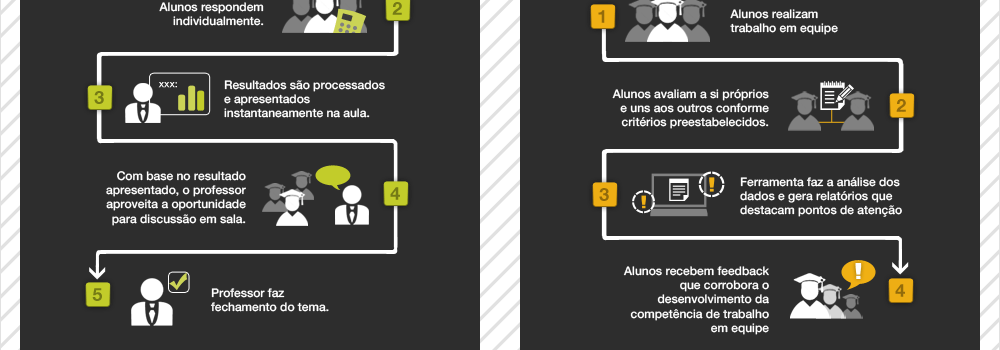 Alunos respondem
individualmente.
2
3
xxx:
Resultados são processados
e apresentados
instantaneamente na aula.
Com base no resultado
apresentado, o professor
aproveita a oportunidade
para discussão em sala.
4
5
Professor faz
fechamento do tema.
1
Alunos realizam
trabalho em equipe
Alunos avaliam a si próprios
e uns aos outros conforme
critérios preestabelecidos.
2
3
!
!
Ferramenta faz a análise dos
dados e gera relatórios que
destacam pontos de atenção
Alunos recebem feedback
que corrobora o
desenvolvimento da
competência de trabalho
em equipe
!
4